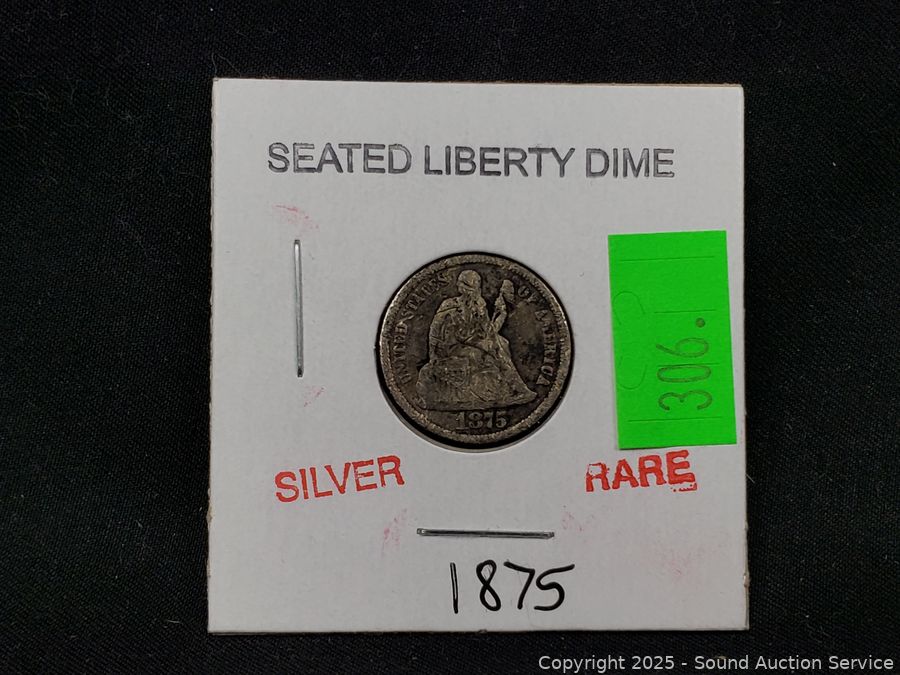 SEATED LIBERTY DIME
UNITED STATES OF AMERICA
1875
306.
SILVER
RARE
1875
Copyright © 2025 - Sound Auction Service